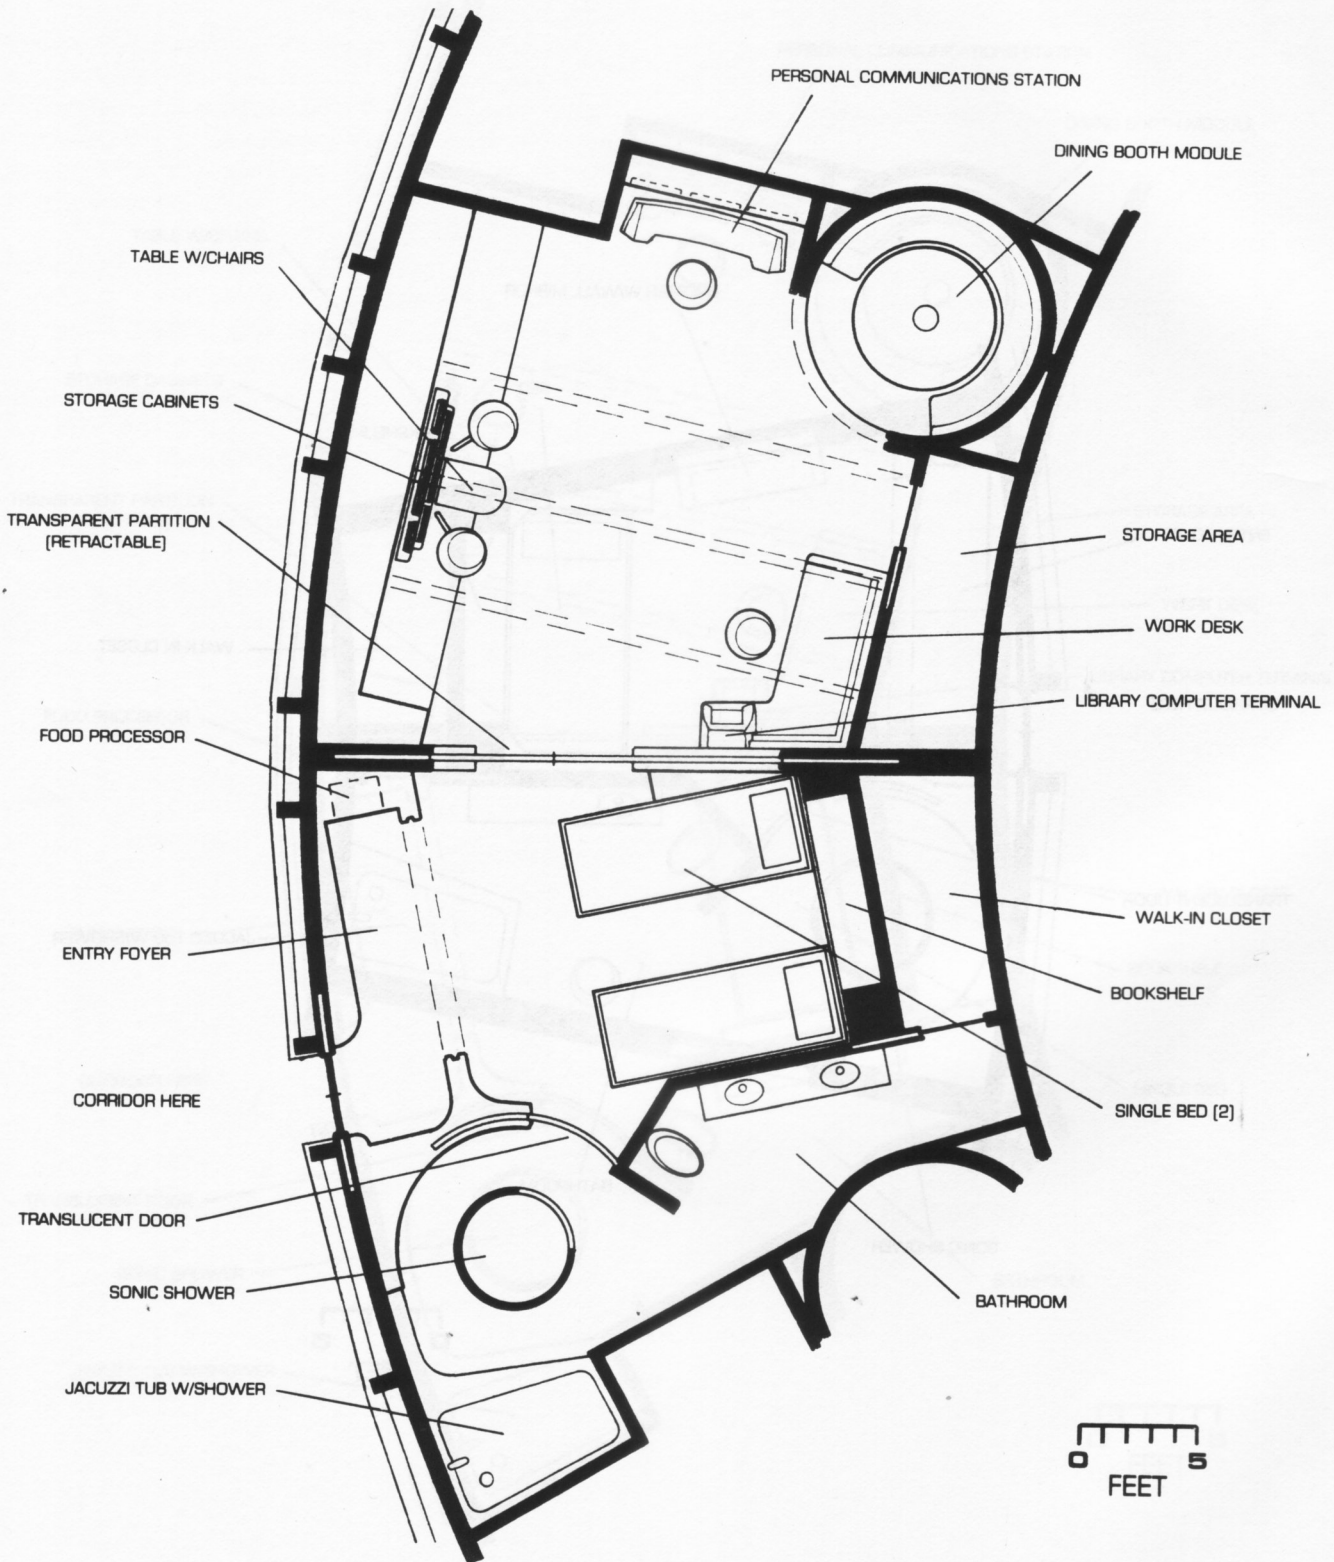 PERSONAL COMMUNICATIONS STATION
DINING BOOTH MODULE
TABLE W/CHAIRS
STORAGE CABINETS
TRANSPARENT PARTITION
(RETRACTABLE)
STORAGE AREA
WORK DESK
LIBRARY COMPUTER TERMINAL
FOOD PROCESSOR
WALK-IN CLOSET
ENTRY FOYER
BOOKSHELF
CORRIDOR HERE
SINGLE BED (2)
TRANSLUCENT DOOR
SONIC SHOWER
BATHROOM
JACUZZI TUB W/SHOWER
0 5
FEET